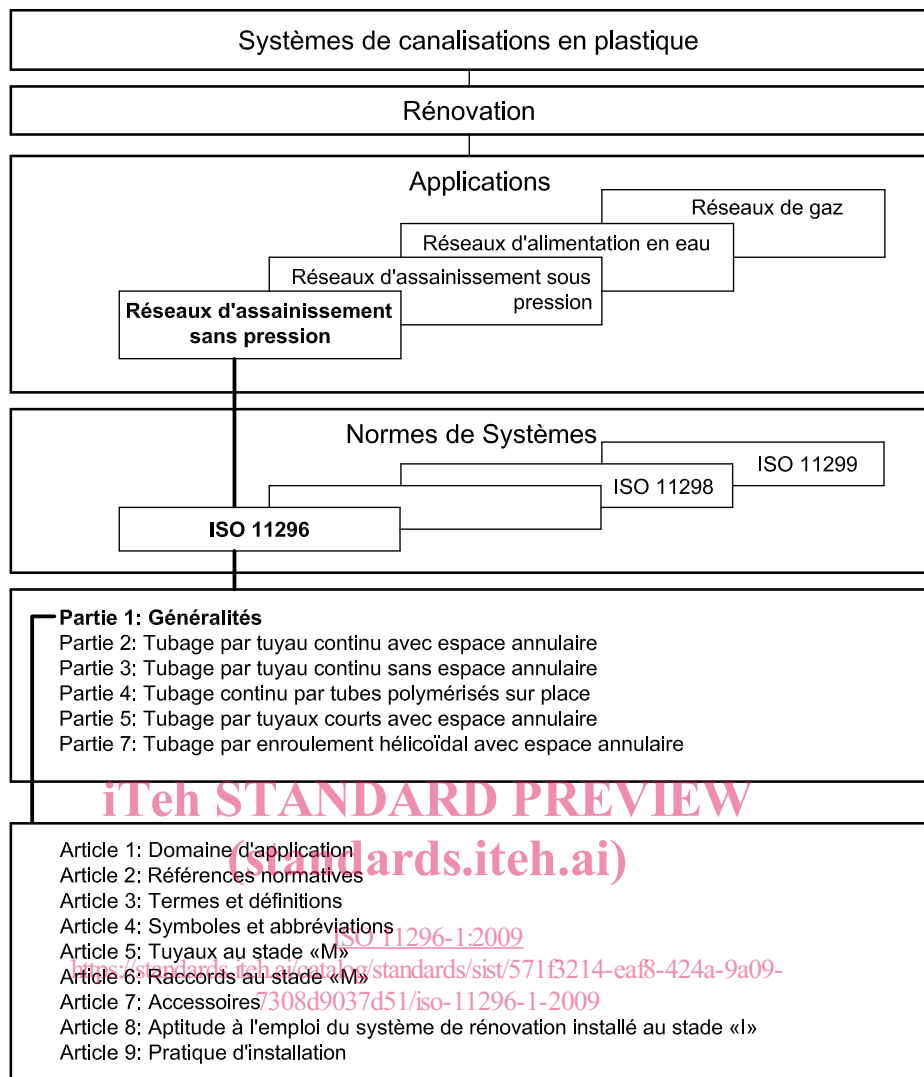 Systèmes de canalisations en plastique
Rénovation
Applications
Réseaux de gaz
Réseaux d'alimentation en eau
Réseaux d'assainissement sous
pression
Réseaux d'assainissement
sans pression
Normes de Systèmes
ISO 11299
ISO 11298
ISO 11296
Partie 1: Généralités
Partie 2: Tubage par tuyau continu avec espace annulaire
Partie 3: Tubage par tuyau continu sans espace annulaire
Partie 4: Tubage continu par tubes polymérisés sur place
Partie 5: Tubage par tuyaux courts avec espace annulaire
Partie 7: Tubage par enroulement hélicoïdal avec espace annulaire
iTeh STANDARD PREVIEW
(standards.iteh.ai)
Article 1: Domaine d'application
Article 2: Références normatives
Article 3: Termes et définitions
Article 4: Symboles et abbréviations
ISO 11296-1:2009
Article 5: Tuyaux au stade «M»
https://standards.iteh.ai/catalog/standards/sist/571f3214-eaf8-424a-9a09-
Article 6: Raccords au stade «M»
7308d9037d51/iso-11296-1-2009
Article 7: Accessoires
Article 8: Aptitude à l'emploi du système de rénovation installé au stade «I»
Article 9: Pratique d'installation